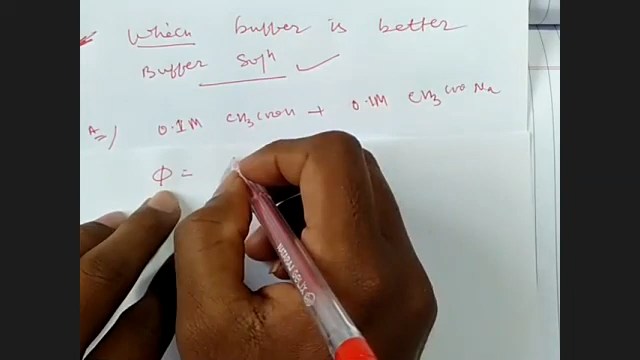 Which buffer is better
Buffer Solⁿ
A) 0.1M CH3COOH + 0.1M CH3COONa
ϕ =